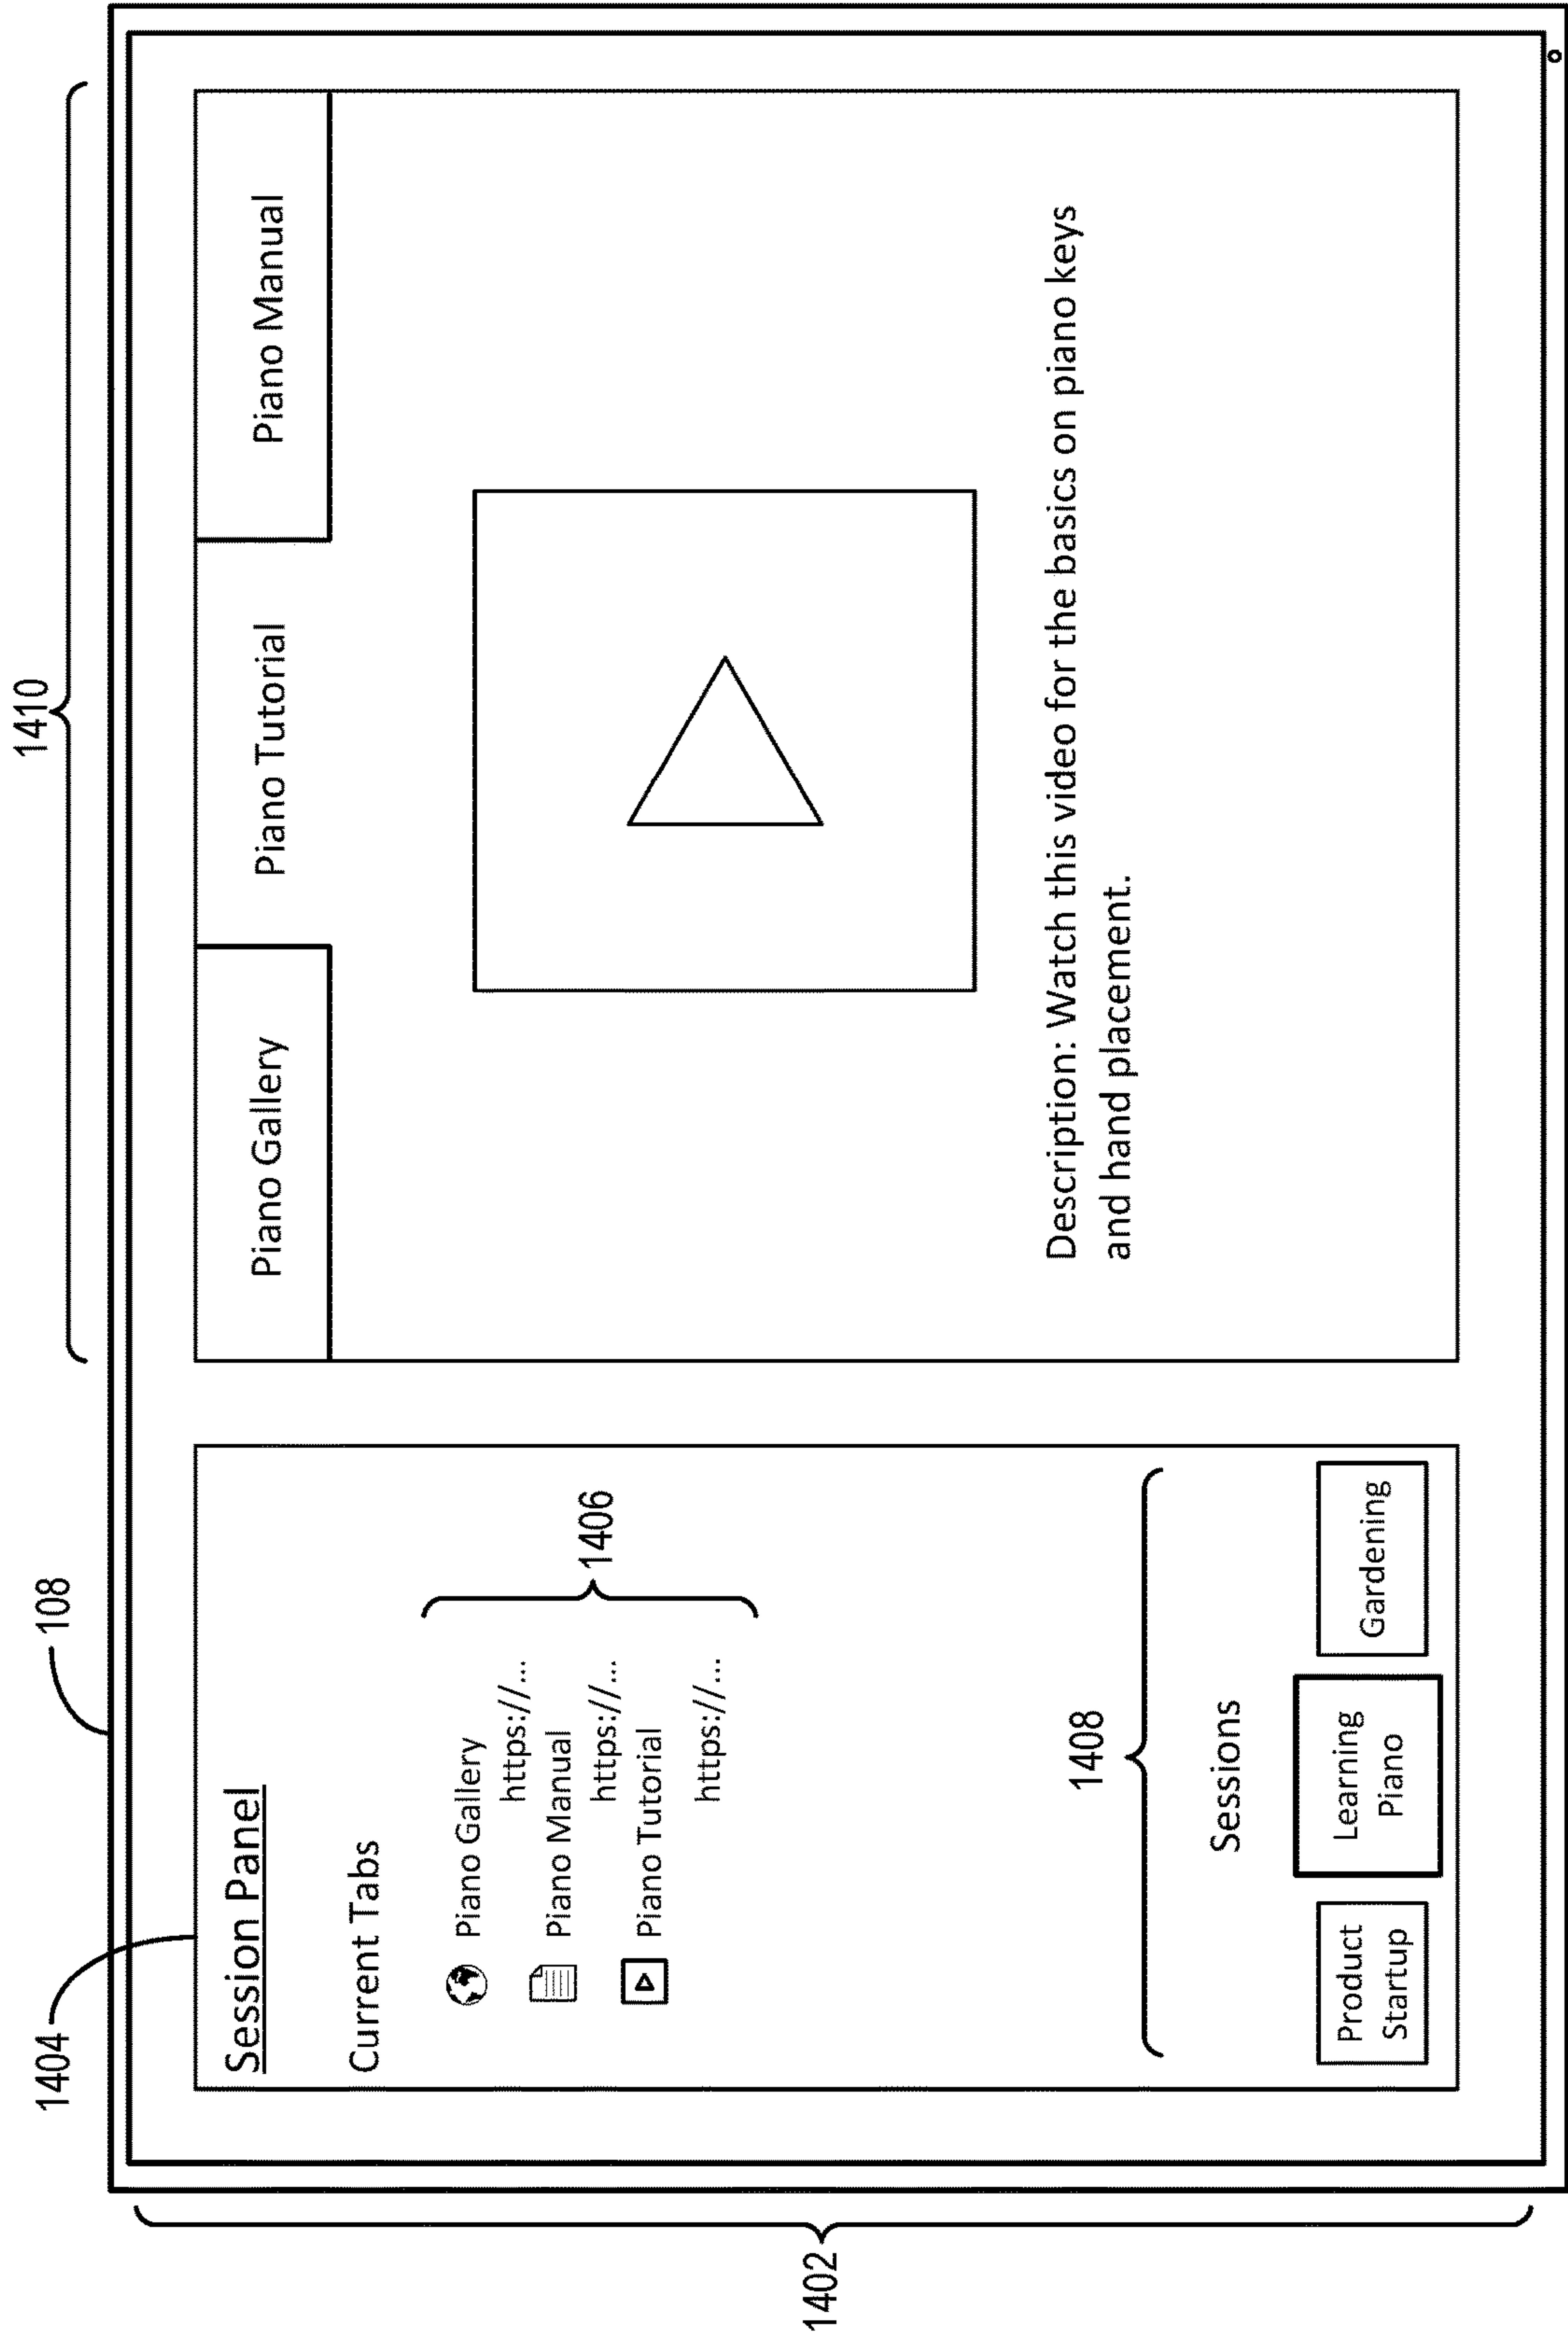 1404
108
1410
1402
Session Panel
Current Tabs
Piano Gallery
https://...
Piano Manual
https://...
Piano Tutorial
https://...
1406
1408
Sessions
Product
Startup
Learning
Piano
Gardening
Piano Gallery
Piano Tutorial
Piano Manual
Description: Watch this video for the basics on piano keys
and hand placement.